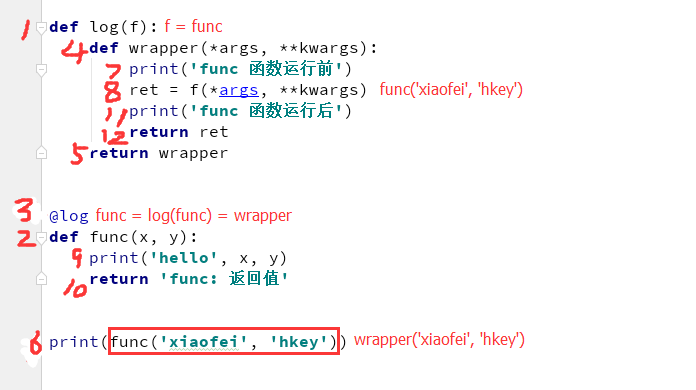 1 def log(f): f = func
4 def wrapper(*args, **kwargs):
7 print('func 函数运行前')
8 ret = f(*args, **kwargs) func('xiaofei', 'hkey')
11 print('func 函数运行后')
12 return ret
5 return wrapper
3 @log func = log(func) = wrapper
2 def func(x, y):
9 print('hello', x, y)
10 return 'func: 返回值'
6 print(func('xiaofei', 'hkey')) wrapper('xiaofei', 'hkey')